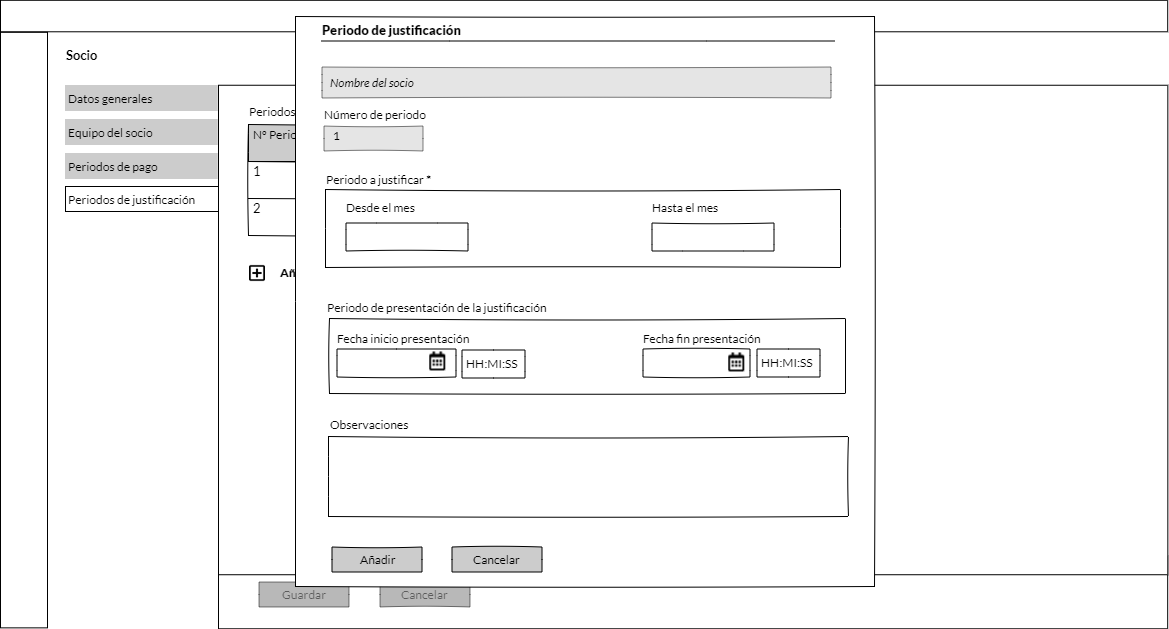 Periodo de justificación
Socio
Nombre del socio
Datos generales
Equipo del socio
Periodos de pago
Periodos de justificación
Periodos
Nº Perio
1
2
Añ
Número de periodo
1
Periodo a justificar *
Desde el mes
Hasta el mes
Periodo de presentación de la justificación
Fecha inicio presentación
Fecha fin presentación
HH:MI:SS
HH:MI:SS
Observaciones
Añadir
Cancelar
Guardar
Cancelar